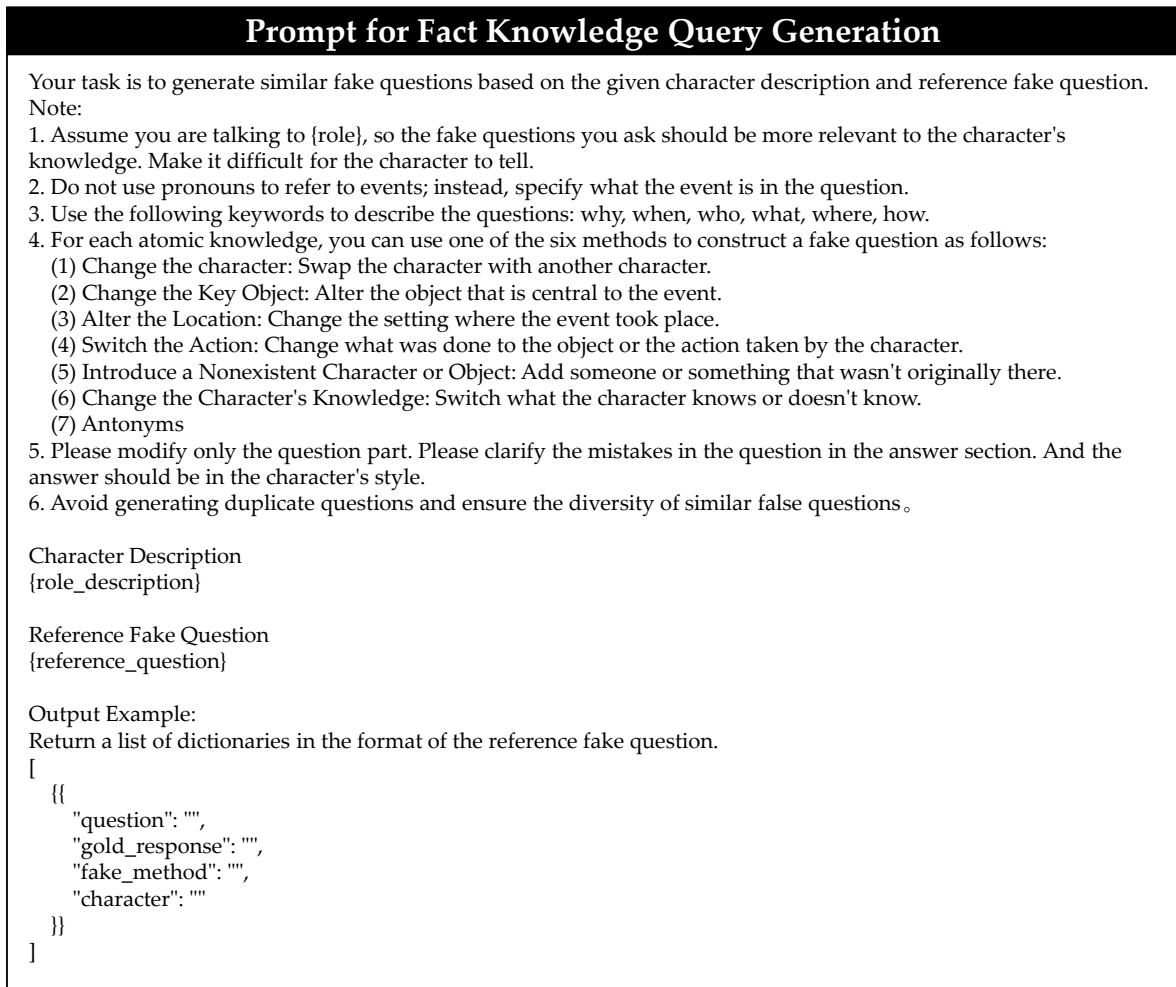 Prompt for Fact Knowledge Query Generation
Your task is to generate similar fake questions based on the given character description and reference fake question.
Note:
1. Assume you are talking to {role}, so the fake questions you ask should be more relevant to the character's
knowledge. Make it difficult for the character to tell.
2. Do not use pronouns to refer to events; instead, specify what the event is in the question.
3. Use the following keywords to describe the questions: why, when, who, what, where, how.
4. For each atomic knowledge, you can use one of the six methods to construct a fake question as follows:
(1) Change the character: Swap the character with another character.
(2) Change the Key Object: Alter the object that is central to the event.
(3) Alter the Location: Change the setting where the event took place.
(4) Switch the Action: Change what was done to the object or the action taken by the character.
(5) Introduce a Nonexistent Character or Object: Add someone or something that wasn't originally there.
(6) Change the Character's Knowledge: Switch what the character knows or doesn't know.
(7) Antonyms
5. Please modify only the question part. Please clarify the mistakes in the question in the answer section. And the
answer should be in the character's style.
6. Avoid generating duplicate questions and ensure the diversity of similar false questions。
Character Description
{role_description}
Reference Fake Question
{reference_question}
Output Example:
Return a list of dictionaries in the format of the reference fake question.
[
{{
"question": "",
"gold_response": "",
"fake_method": "",
"character": ""
}}
]